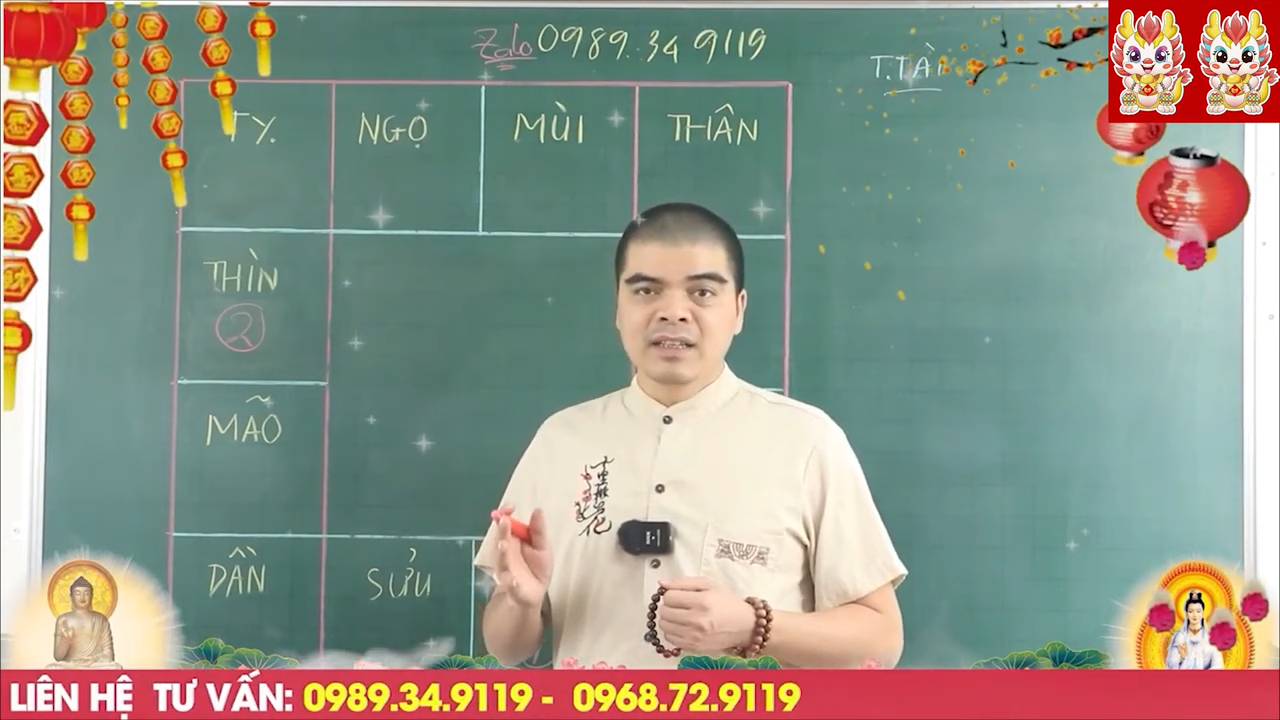 Zalo 0989.34 9119
T.TÀI
TỴ. NGỌ MÙI THÂN
THÌN
2
MÃO
DẦN SỬU
LIÊN HỆ TƯ VẤN: 0989.34.9119 - 0968.72.9119